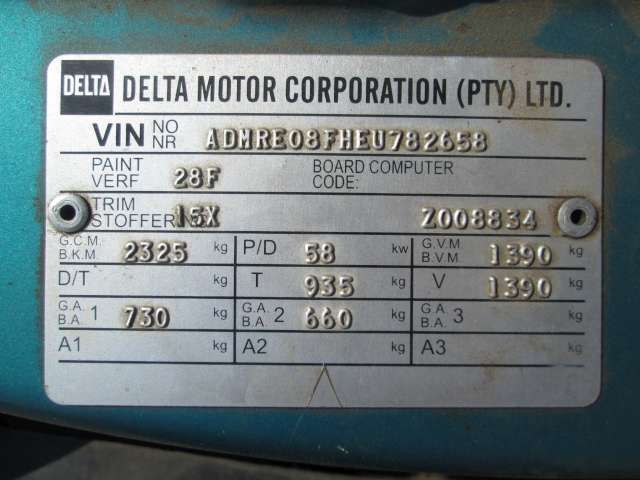 DELTA DELTA MOTOR CORPORATION (PTY) LTD.
VIN NO NR ADMRE08FHEU782658
PAINT VERF 28F BOARD COMPUTER CODE:
TRIM STOFFER 15X Z008834
G.C.M. B.K.M. 2325 kg P/D 58 kw G.V.M B.V.M 1390 kg
D/T kg T 935 kg V 1390 kg
G.A. B.A. 1 730 kg G.A. B.A. 2 660 kg G.A. B.A. 3 kg
A1 kg A2 kg A3 kg